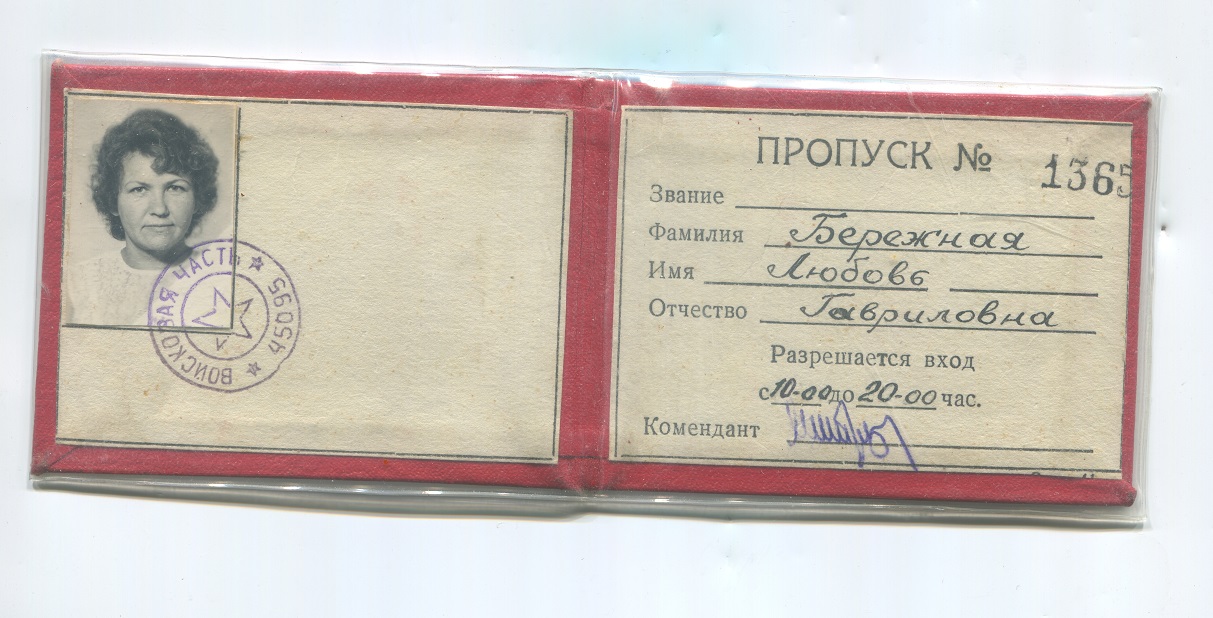 ВОЙСКОВАЯ ЧАСТЬ 45095
ПРОПУСК № 1365
Звание
Фамилия Бережная
Имя Любовь
Отчество Гавриловна
Разрешается вход
с 10-00 до 20-00 час.
Комендант